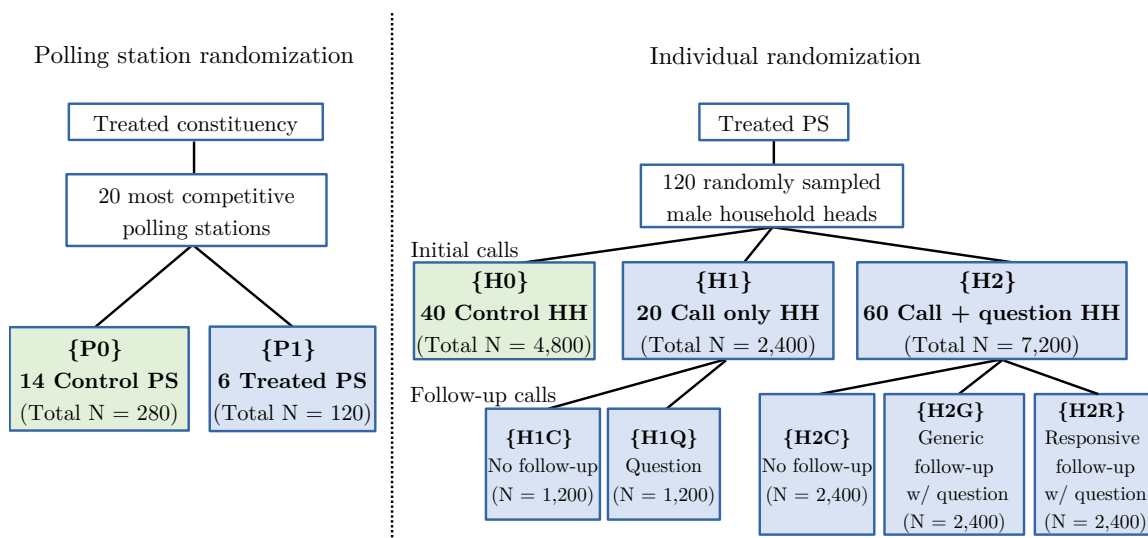 Polling station randomization
Treated constituency
20 most competitive
polling stations
{P0}
14 Control PS
(Total N = 280)
{P1}
6 Treated PS
(Total N = 120)
Individual randomization
Treated PS
120 randomly sampled
male household heads
Initial calls
{H0}
40 Control HH
(Total N = 4,800)
{H1}
20 Call only HH
(Total N = 2,400)
{H2}
60 Call + question HH
(Total N = 7,200)
Follow-up calls
{H1C}
No follow-up
(N = 1,200)
{H1Q}
Question
(N = 1,200)
{H2C}
No follow-up
(N = 2,400)
{H2G}
Generic
follow-up
w/ question
(N = 2,400)
{H2R}
Responsive
follow-up
w/ question
(N = 2,400)